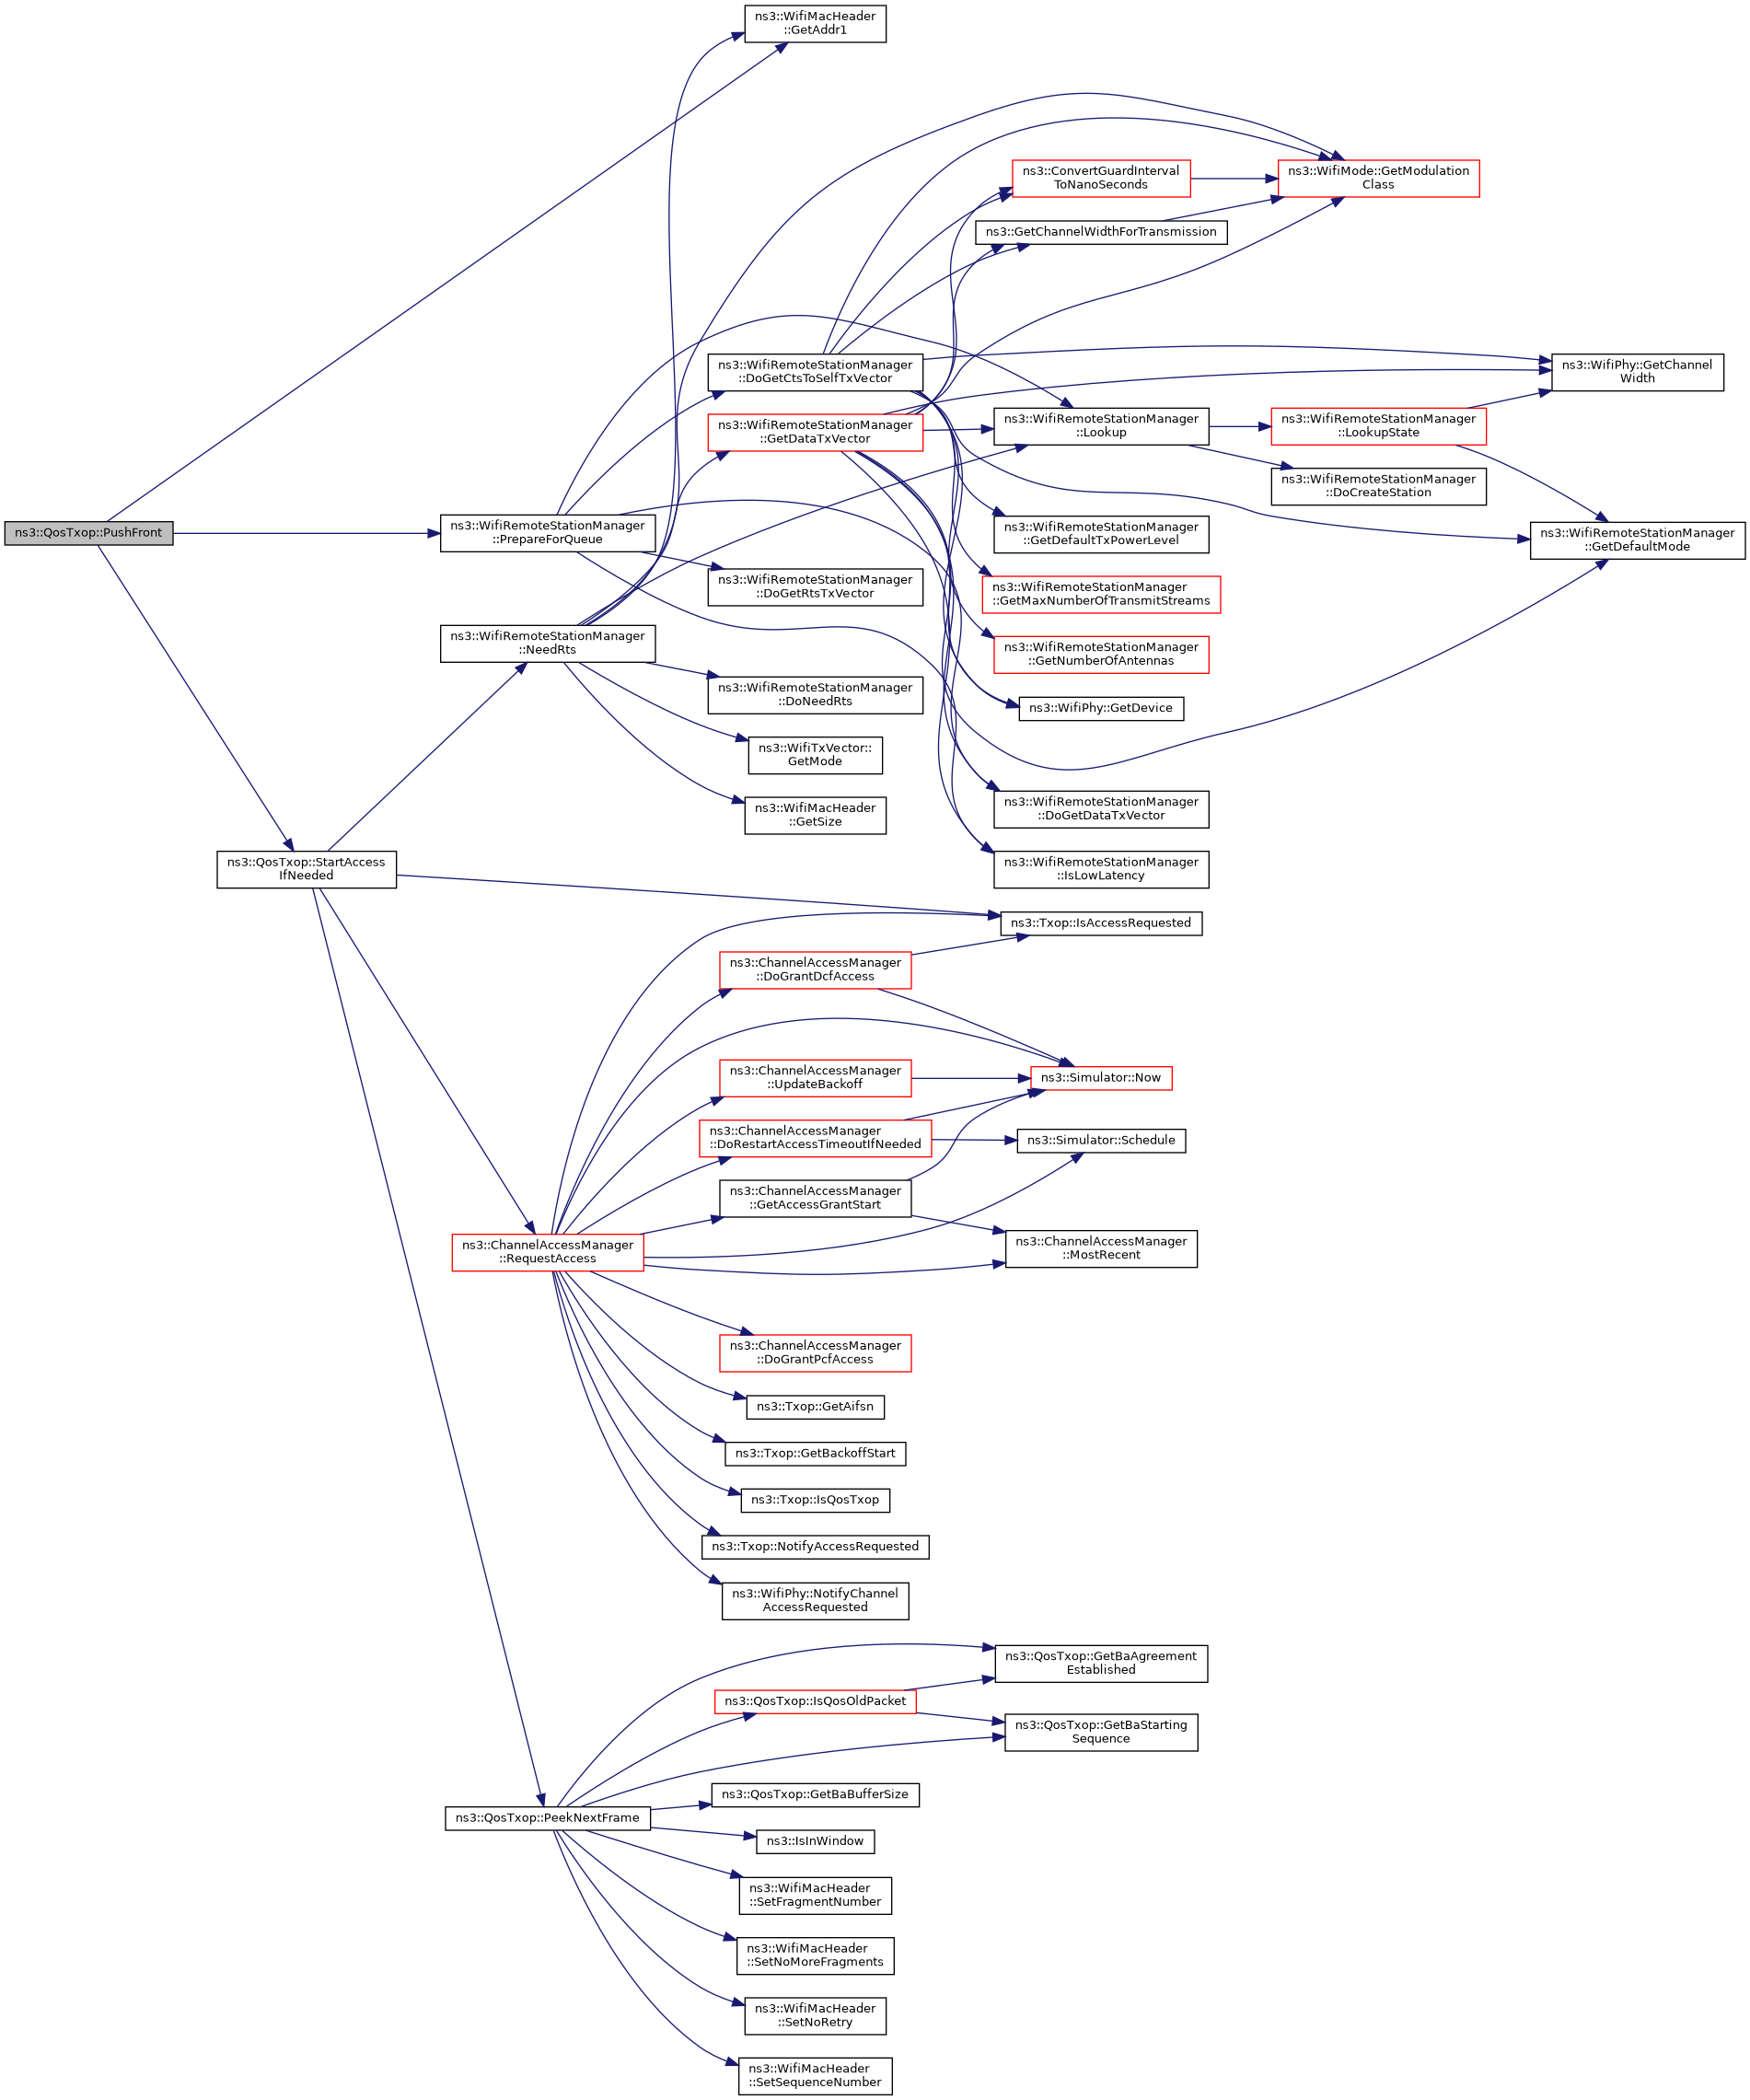 ns3::QosTxop::PushFront
ns3::WifiMacHeader
::GetAddr1
ns3::WifiRemoteStationManager
::PrepareForQueue
ns3::WifiRemoteStationManager
::NeedRts
ns3::QosTxop::StartAccess
IfNeeded
ns3::WifiRemoteStationManager
::DoGetCtsToSelfTxVector
ns3::WifiRemoteStationManager
::GetDataTxVector
ns3::WifiRemoteStationManager
::DoGetRtsTxVector
ns3::WifiRemoteStationManager
::DoNeedRts
ns3::WifiTxVector::
GetMode
ns3::WifiMacHeader
::GetSize
ns3::ConvertGuardInterval
ToNanoSeconds
ns3::GetChannelWidthForTransmission
ns3::WifiMode::GetModulation
Class
ns3::WifiPhy::GetChannel
Width
ns3::WifiRemoteStationManager
::Lookup
ns3::WifiRemoteStationManager
::LookupState
ns3::WifiRemoteStationManager
::DoCreateStation
ns3::WifiRemoteStationManager
::GetDefaultMode
ns3::WifiRemoteStationManager
::GetDefaultTxPowerLevel
ns3::WifiRemoteStationManager
::GetMaxNumberOfTransmitStreams
ns3::WifiRemoteStationManager
::GetNumberOfAntennas
ns3::WifiPhy::GetDevice
ns3::WifiRemoteStationManager
::DoGetDataTxVector
ns3::WifiRemoteStationManager
::IsLowLatency
ns3::Txop::IsAccessRequested
ns3::ChannelAccessManager
::DoGrantDcfAccess
ns3::ChannelAccessManager
::UpdateBackoff
ns3::Simulator::Now
ns3::ChannelAccessManager
::DoRestartAccessTimeoutIfNeeded
ns3::Simulator::Schedule
ns3::ChannelAccessManager
::GetAccessGrantStart
ns3::ChannelAccessManager
::RequestAccess
ns3::ChannelAccessManager
::MostRecent
ns3::ChannelAccessManager
::DoGrantPcfAccess
ns3::Txop::GetAifsn
ns3::Txop::GetBackoffStart
ns3::Txop::IsQosTxop
ns3::Txop::NotifyAccessRequested
ns3::WifiPhy::NotifyChannel
AccessRequested
ns3::QosTxop::GetBaAgreement
Established
ns3::QosTxop::IsQosOldPacket
ns3::QosTxop::GetBaStarting
Sequence
ns3::QosTxop::PeekNextFrame
ns3::QosTxop::GetBaBufferSize
ns3::IsInWindow
ns3::WifiMacHeader
::SetFragmentNumber
ns3::WifiMacHeader
::SetNoMoreFragments
ns3::WifiMacHeader
::SetNoRetry
ns3::WifiMacHeader
::SetSequenceNumber